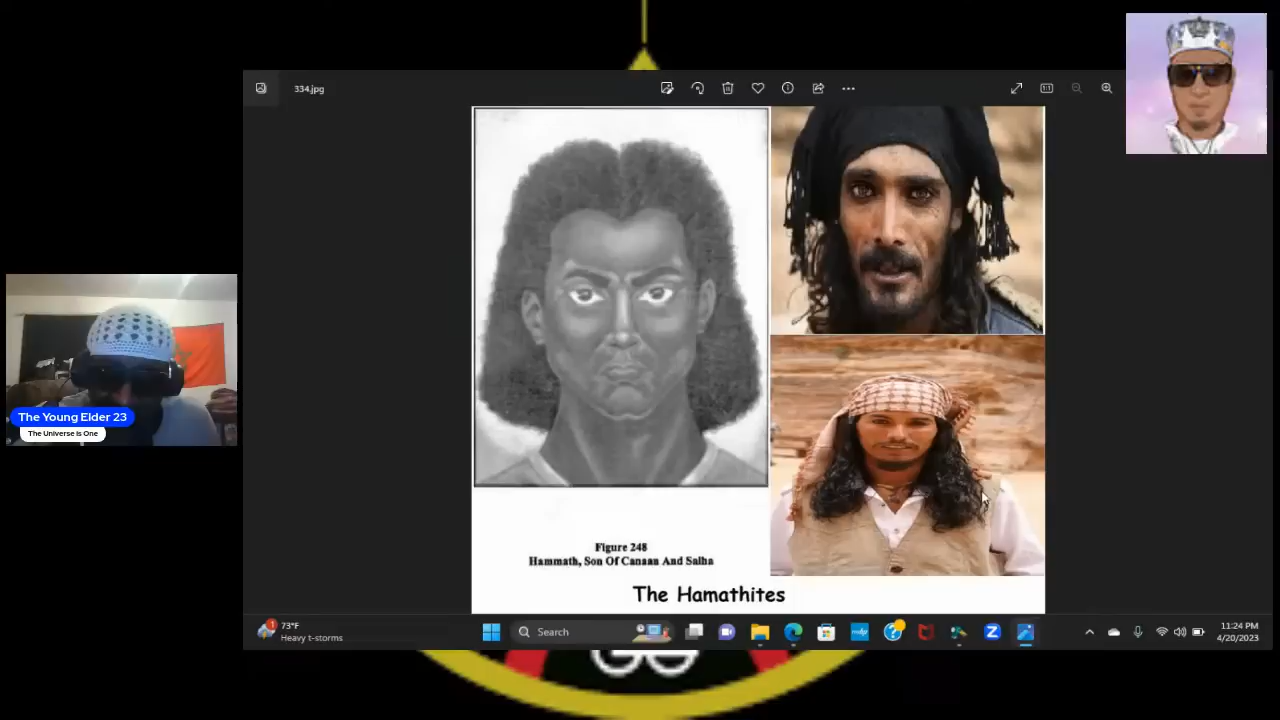 334.jpg
The Young Elder 23
The Universe is One
Figure 248
Hammath, Son Of Canaan And Salha
The Hamathites
1
73°F
Heavy t-storms
Search
11:24 PM
4/20/2023